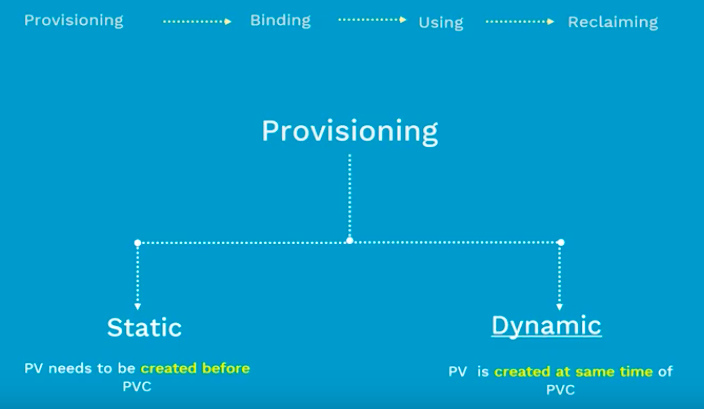 Provisioning Binding Using Reclaiming
Provisioning
Static
Dynamic
PV needs to be created before
PVC
PV is created at same time of
PVC